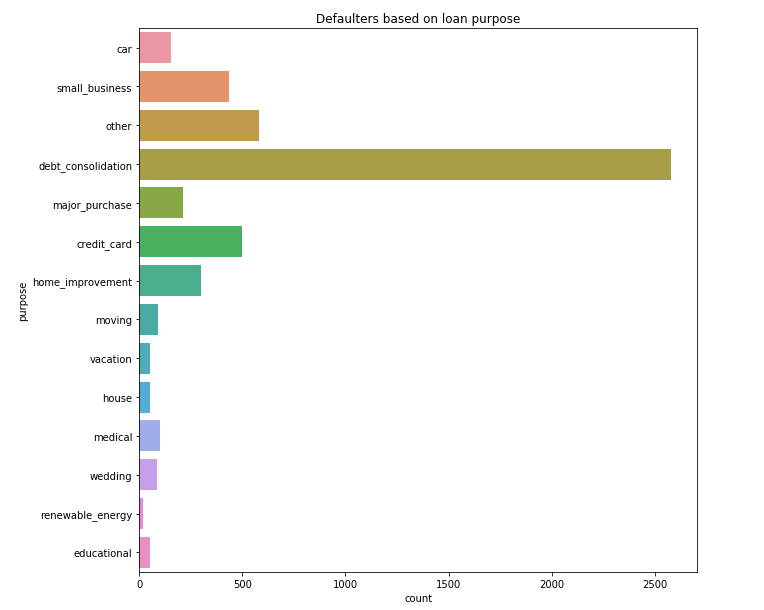 Defaulters based on loan purpose
car
small_business
other
debt_consolidation
major_purchase
credit_card
home_improvement
moving
vacation
house
medical
wedding
renewable_energy
educational
purpose
0 500 1000 1500 2000 2500
count